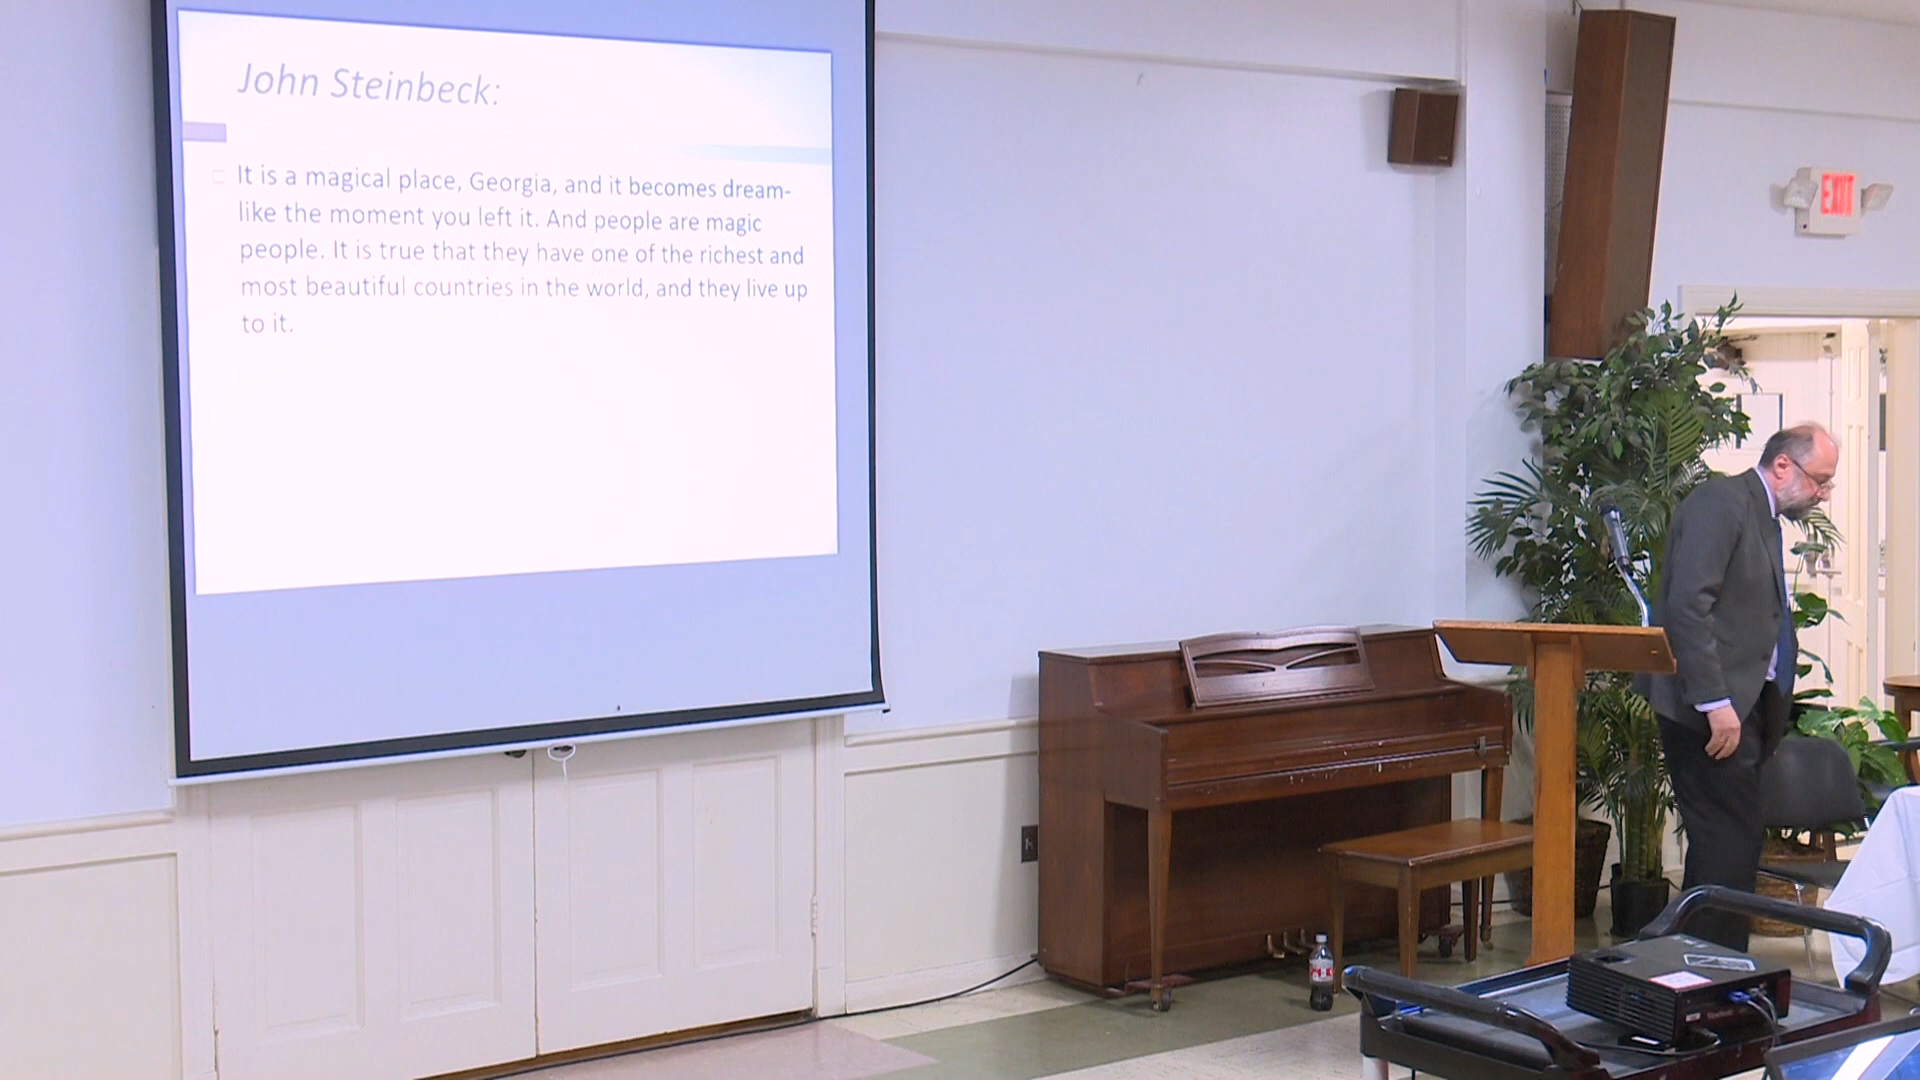 John Steinbeck:
It is a magical place, Georgia, and it becomes dream-
like the moment you left it. And people are magic
people. It is true that they have one of the richest and
most beautiful countries in the world, and they live up
to it.
EXIT